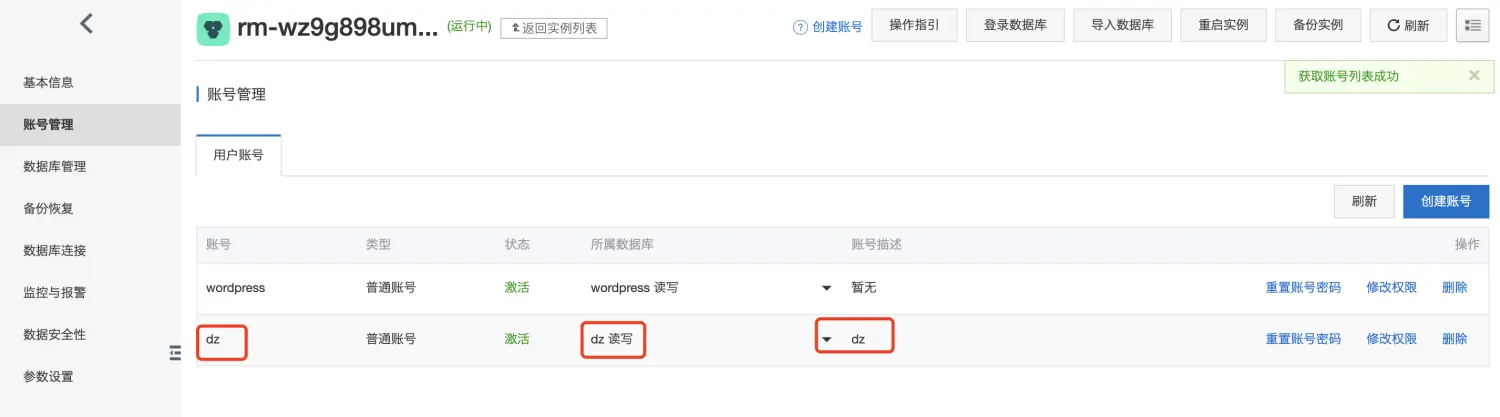 rm-wz9g898um... (运行中) 返回实例列表 ? 创建账号 操作指引 登录数据库 导入数据库 重启实例 备份实例 刷新
获取账号列表成功
基本信息
账号管理
数据库管理
备份恢复
数据库连接
监控与报警
数据安全性
参数设置
账号管理
用户账号
刷新 创建账号
账号 类型 状态 所属数据库 账号描述 操作
wordpress 普通账号 激活 wordpress 读写 暂无 重置账号密码 修改权限 删除
dz 普通账号 激活 dz 读写 dz 重置账号密码 修改权限 删除